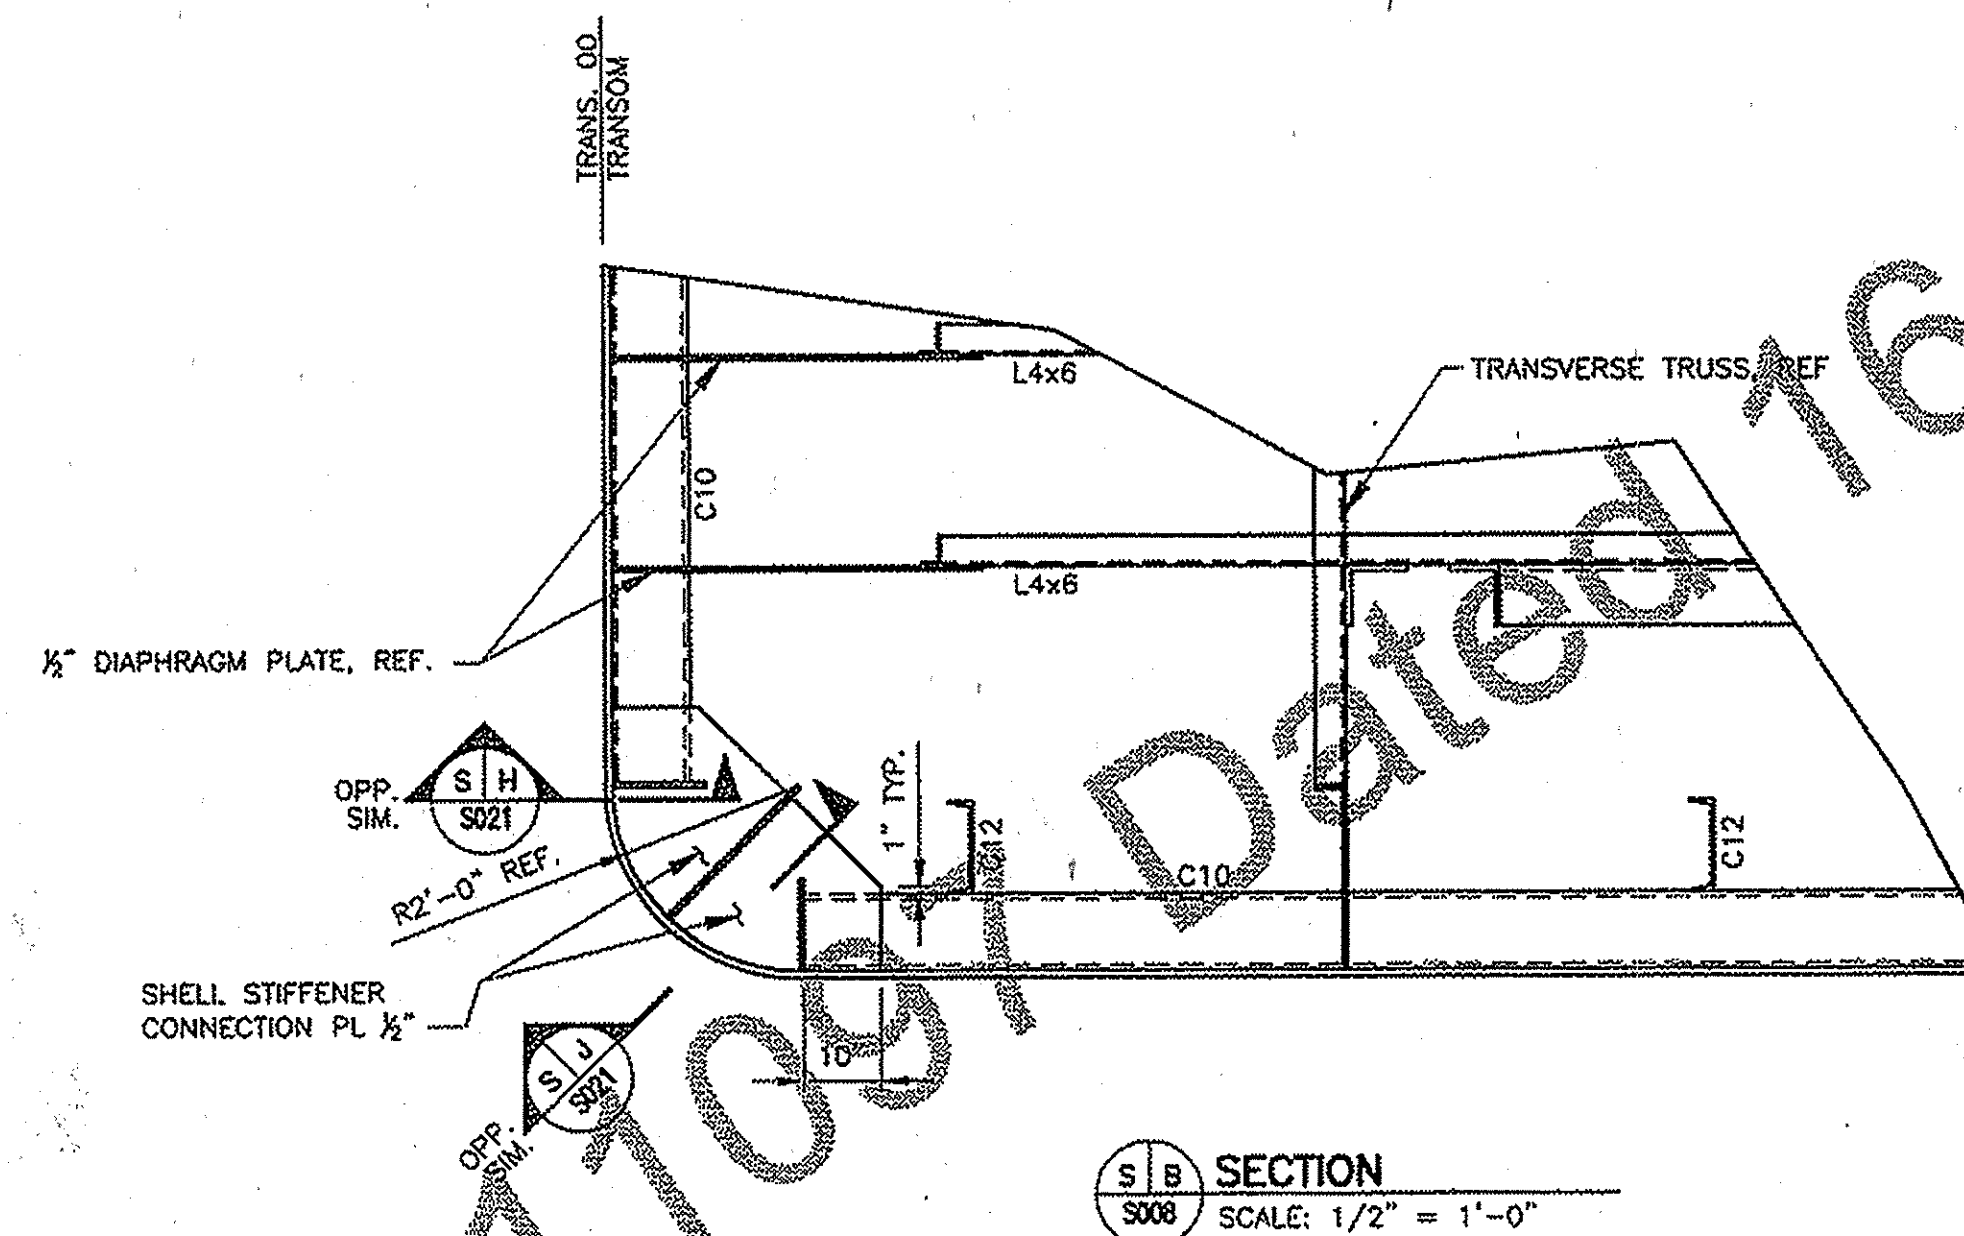 TRANS. 00
TRANSOM
L4x6
TRANSVERSE TRUSS, REF
C10
L4x6
½" DIAPHRAGM PLATE, REF.
OPP.
SIM.
S H
S021
R2'-0" REF.
1" TYP.
C12
C10
C12
SHELL STIFFENER
CONNECTION PL ½"
10"
S J
S021
OPP.
SIM.
S B
S008
SECTION
SCALE: 1/2" = 1'-0"
Dated 16